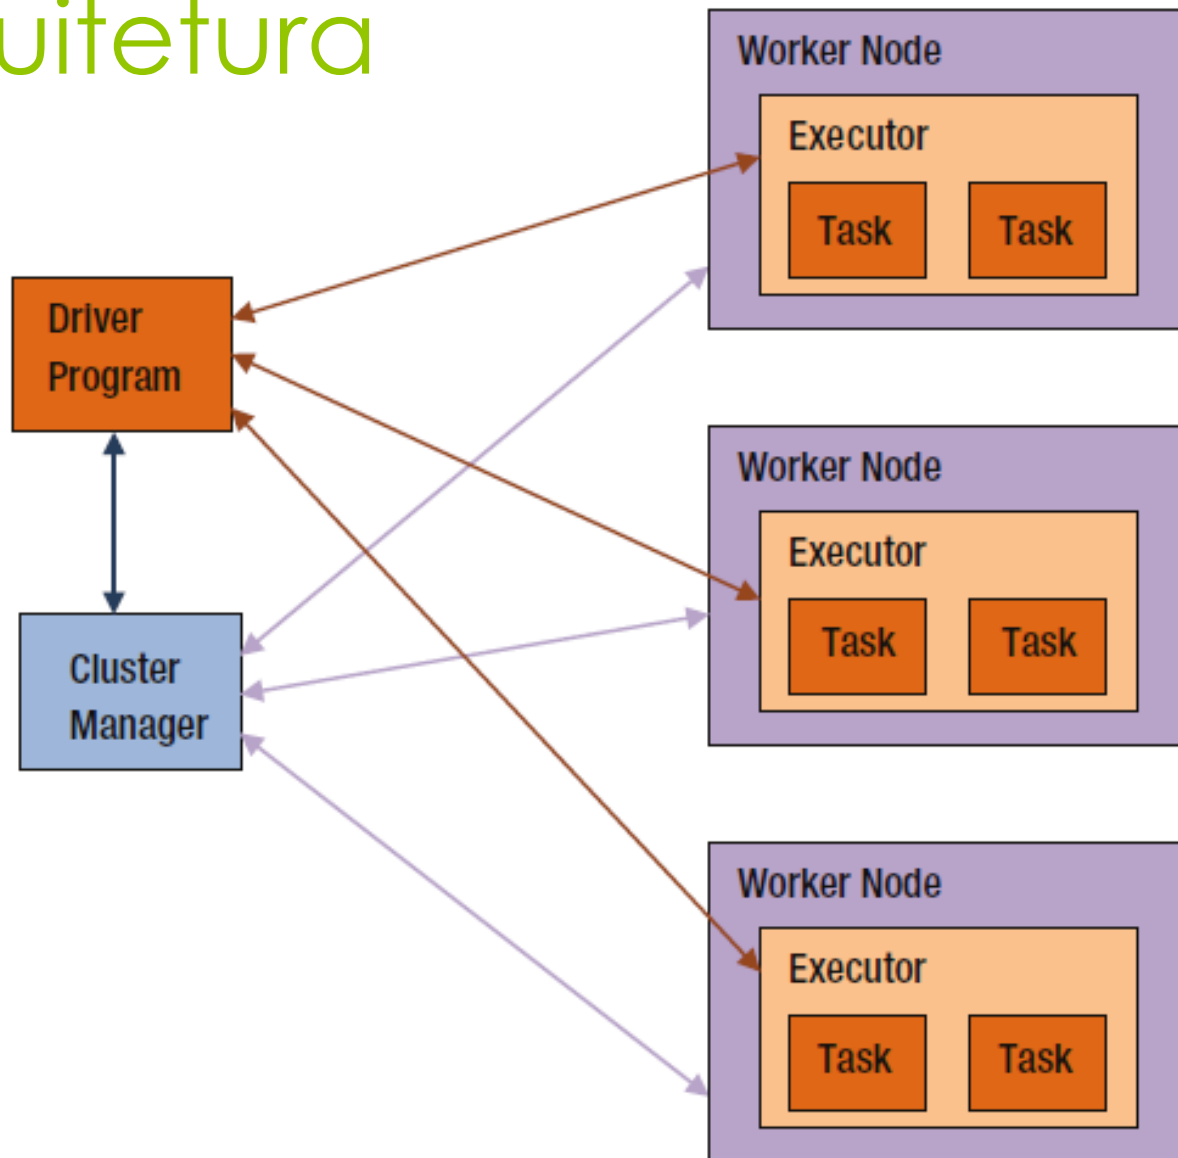 uitetura
Worker Node
Executor
Task Task
Driver
Program
Worker Node
Executor
Task Task
Cluster
Manager
Worker Node
Executor
Task Task